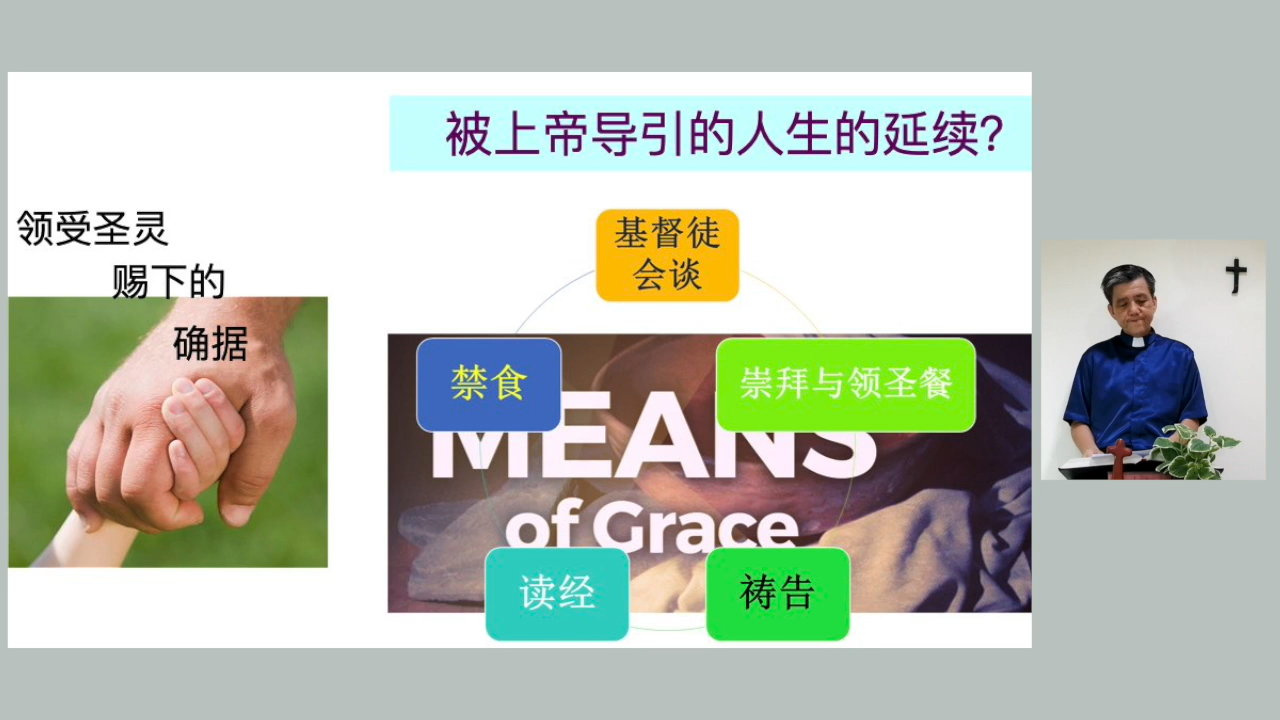 被上帝导引的人生的延续?
领受圣灵
赐下的
确据
基督徒
会谈
禁食
崇拜与领圣餐
MEANS
of Grace
读经
祷告